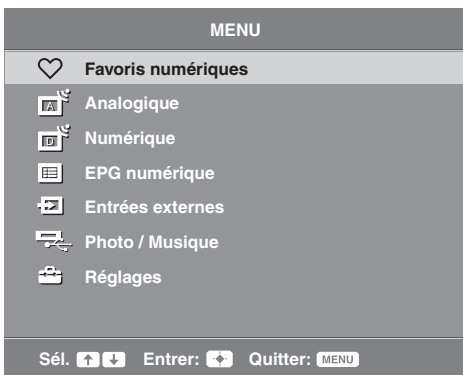 MENU
Favoris numériques
A Analogique
D Numérique
EPG numérique
Entrées externes
Photo / Musique
Réglages
Sél. ↑ ↓ Entrer: Quitter: MENU